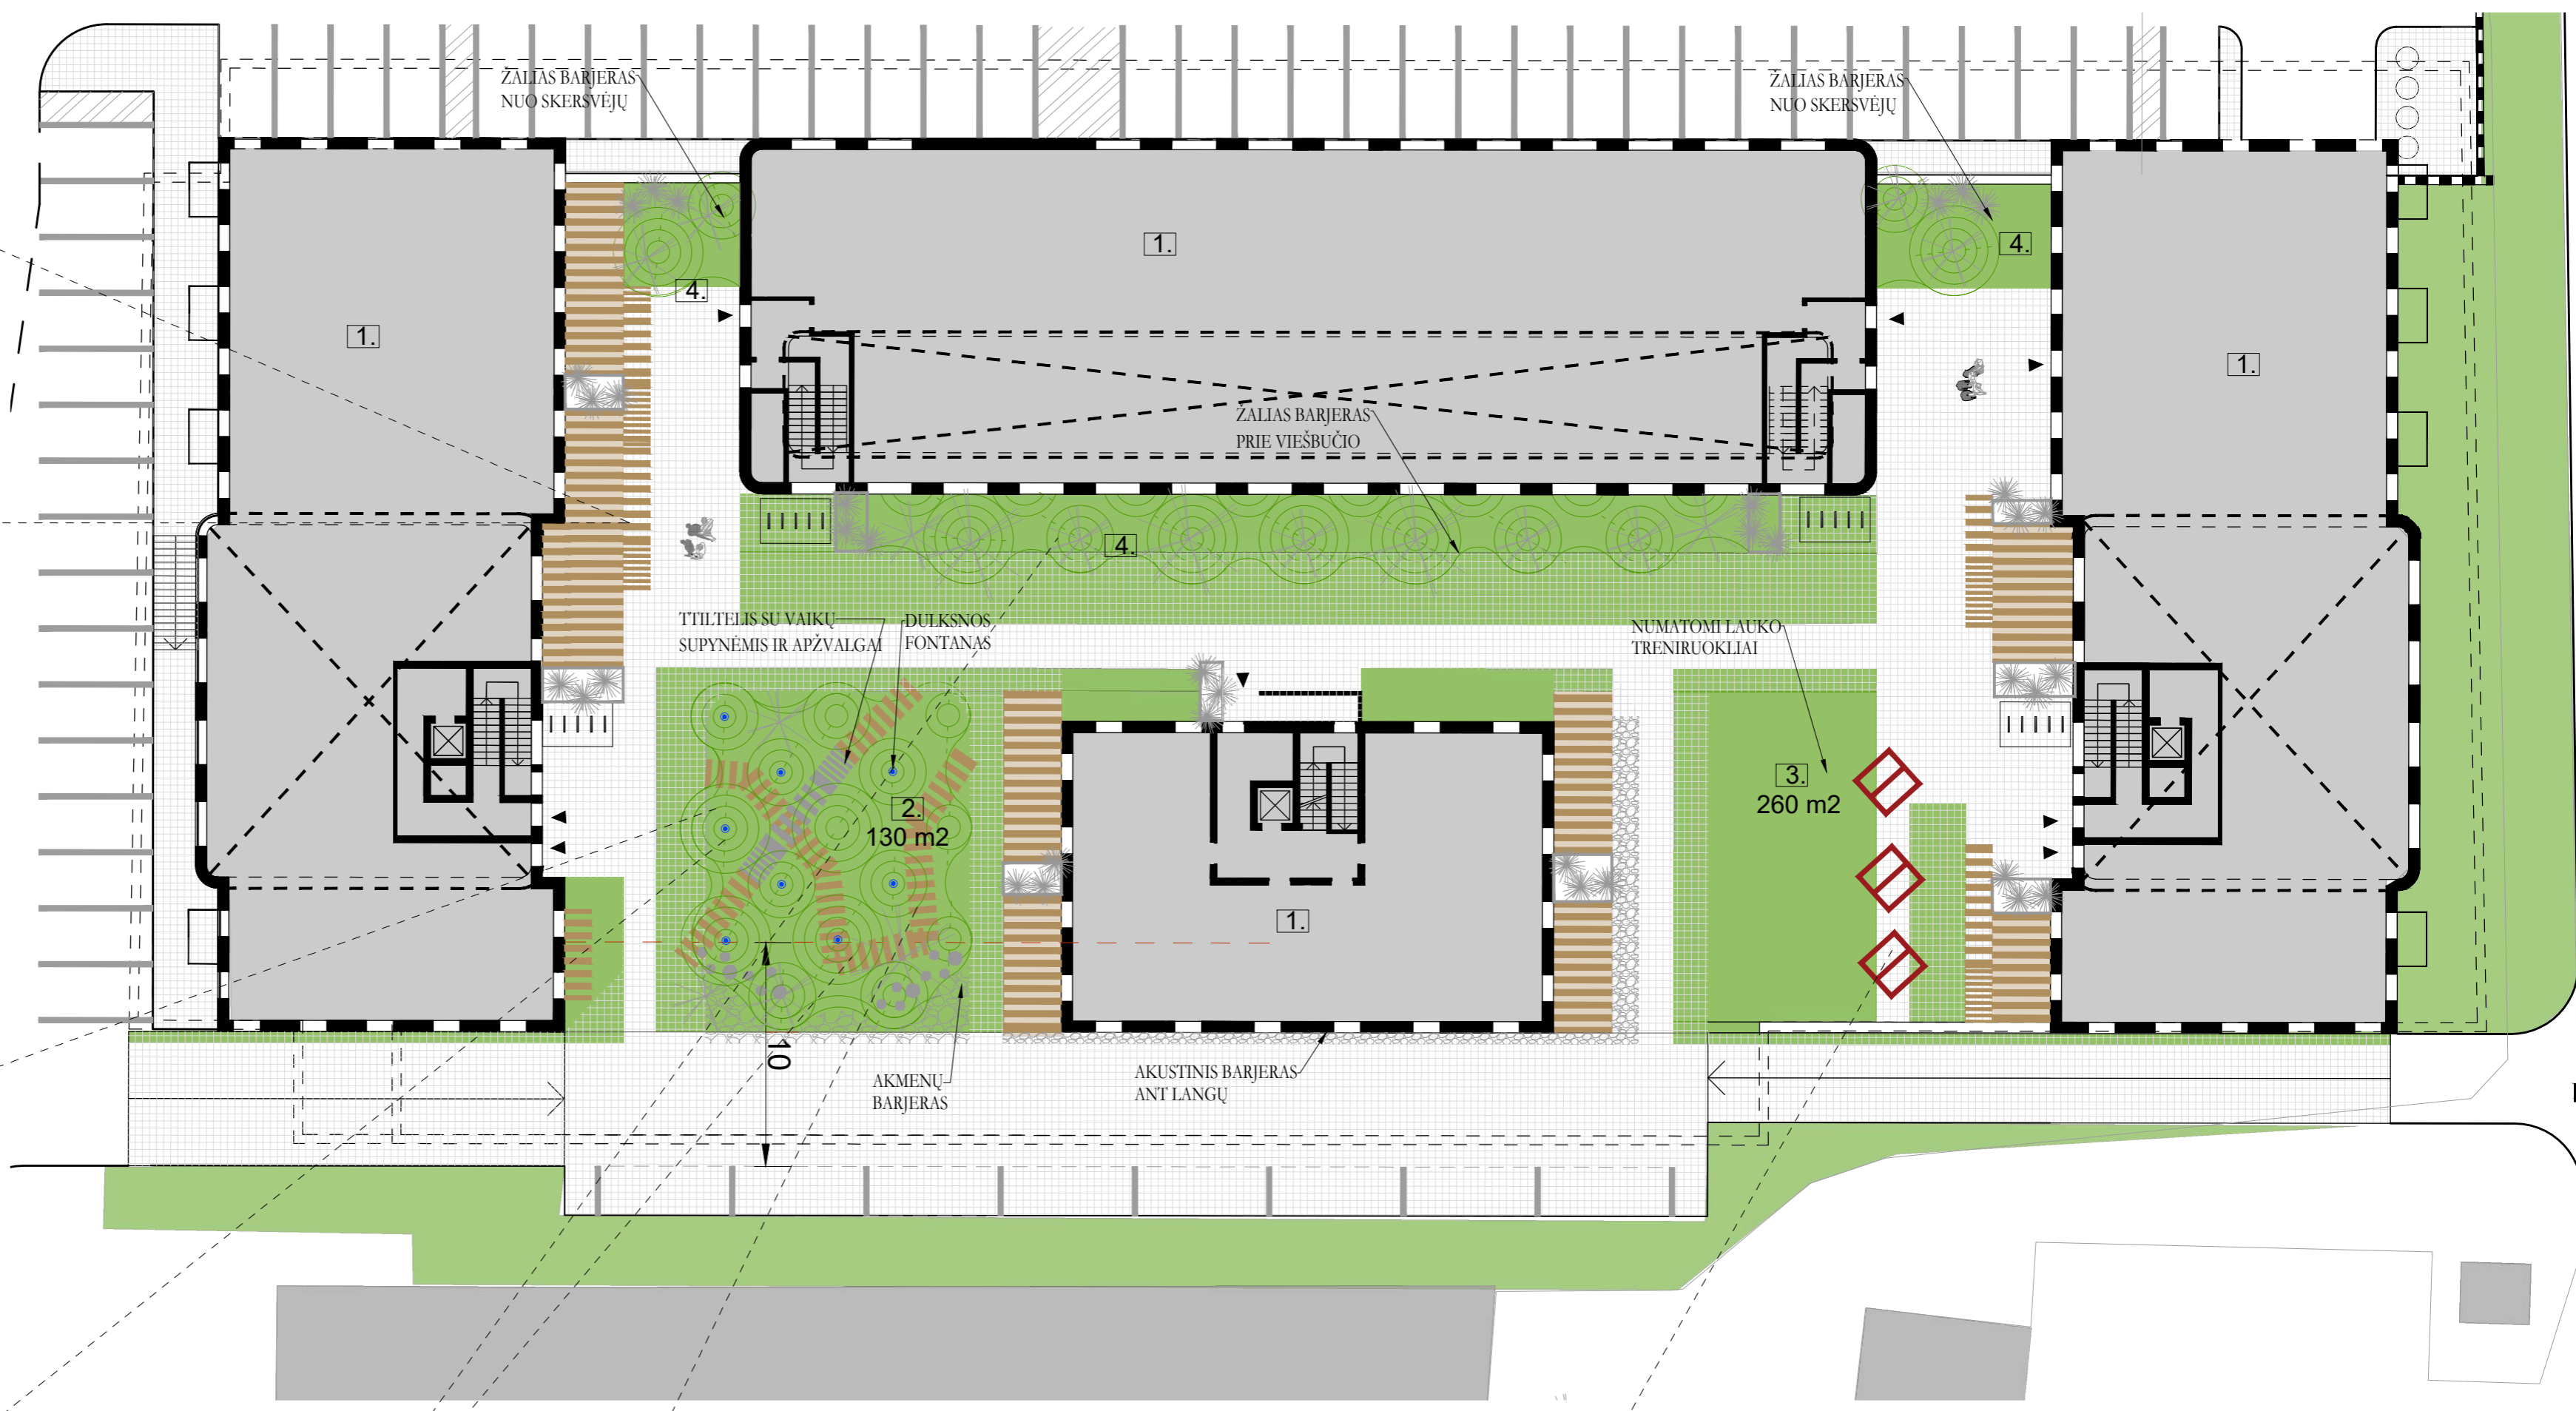 ŽALIAS BARJERAS
NUO SKERSVĖJŲ
ŽALIAS BARJERAS
NUO SKERSVĖJŲ
1.
4.
4.
1.
1.
ŽALIAS BARJERAS
PRIE VIEŠBUČIO
4.
TTILTELIS SU VAIKŲ
SUPYNĖMIS IR APŽVALGAI
DULKSNOS
FONTANAS
NUMATOMI LAUKO
TRENIRUOKLIAI
2.
130 m2
3.
260 m2
1.
10
AKMENŲ
BARJERAS
AKUSTINIS BARJERAS
ANT LANGŲ